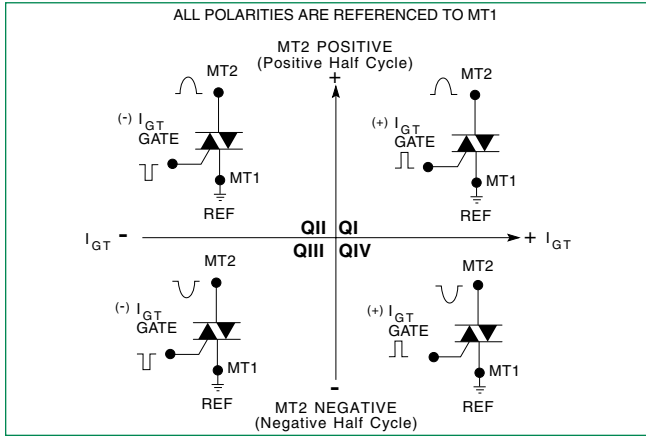 ALL POLARITIES ARE REFERENCED TO MT1
MT2 POSITIVE
(Positive Half Cycle)
+
MT2
(-) IGT
GATE
MT1
REF
MT2
(+) IGT
GATE
MT1
REF
QII QI
IGT -
+ IGT
QIII QIV
MT2
(-) IGT
GATE
MT1
REF
MT2
(+) IGT
GATE
MT1
REF
-
MT2 NEGATIVE
(Negative Half Cycle)